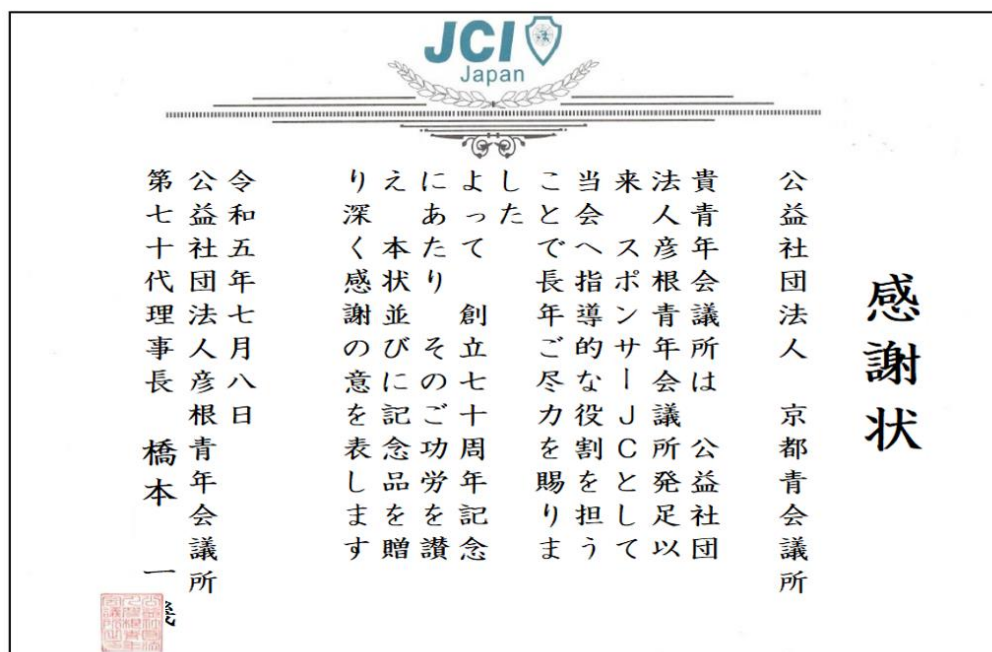 JCI
Japan
感謝状
公益社団法人　京都青会議所
貴青年会議所は　公益社団
法人彦根青年会議所発足以
来　スポンサーＪＣとして
当会へ指導的な役割を担う
ことで長年ご尽力を賜りま
した
よって　創立七十周年記念
にあたり　そのご功労を讃
え　本状並びに記念品を贈
り深く感謝の意を表します
令和五年七月八日
公益社団法人彦根青年会議所
第七十代理事長　橋本　一